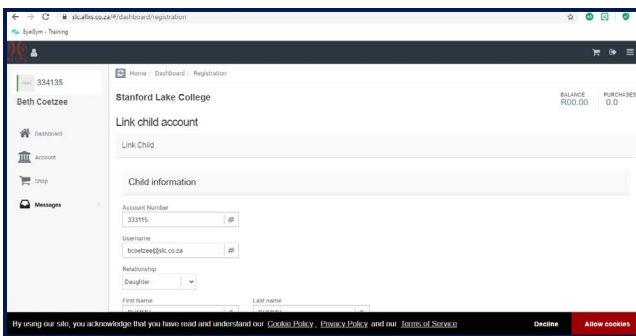 slc.allxs.co.za/#/dashboard/registration
EyeGym - Training
334135
Beth Coetzee
Dashboard
Account
Shop
Messages
Home / Dashboard / Registration
Stanford Lake College
BALANCE
R00.00
PURCHASES
0.0
Link child account
Link Child
Child information
Account Number
333115 #
Username
bcoetzee@slc.co.za #
Relationship
Daughter
First Name
Last name
By using our site, you acknowledge that you have read and understand our Cookie Policy, Privacy Policy and our Terms of Service
Decline
Allow cookies